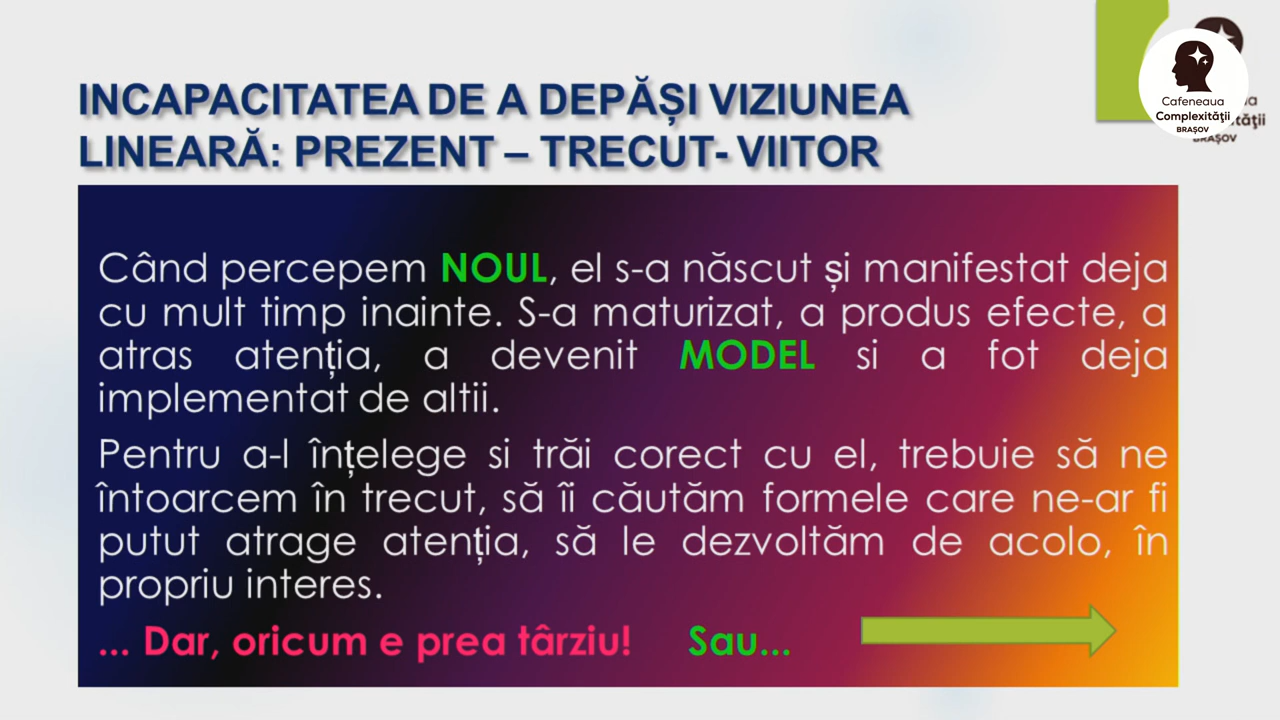 INCAPACITATEA DE A DEPĂȘI VIZIUNEA
LINEARĂ: PREZENT – TRECUT- VIITOR
Cafeneaua
Complexităţii
BRAȘOV
Când percepem NOUL, el s-a născut și manifestat deja
cu mult timp inainte. S-a maturizat, a produs efecte, a
atras atenția, a devenit MODEL si a fot deja
implementat de altii.
Pentru a-l înțelege si trăi corect cu el, trebuie să ne
întoarcem în trecut, să îi căutăm formele care ne-ar fi
putut atrage atenția, să le dezvoltăm de acolo, în
propriu interes.
... Dar, oricum e prea târziu! Sau...